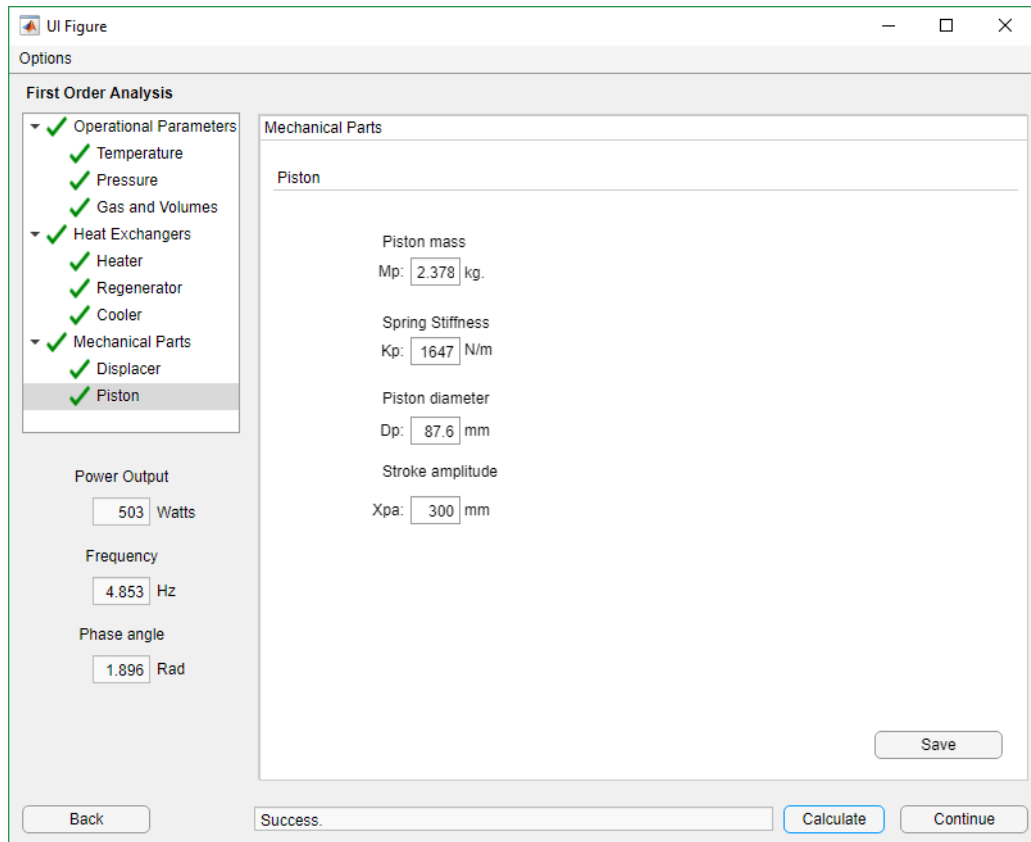 UI Figure
Options
First Order Analysis
Operational Parameters
Temperature
Pressure
Gas and Volumes
Heat Exchangers
Heater
Regenerator
Cooler
Mechanical Parts
Displacer
Piston
Power Output
503 Watts
Frequency
4.853 Hz
Phase angle
1.896 Rad
Mechanical Parts
Piston
Piston mass
Mp: 2.378 kg.
Spring Stiffness
Kp: 1647 N/m
Piston diameter
Dp: 87.6 mm
Stroke amplitude
Xpa: 300 mm
Save
Back
Success.
Calculate
Continue